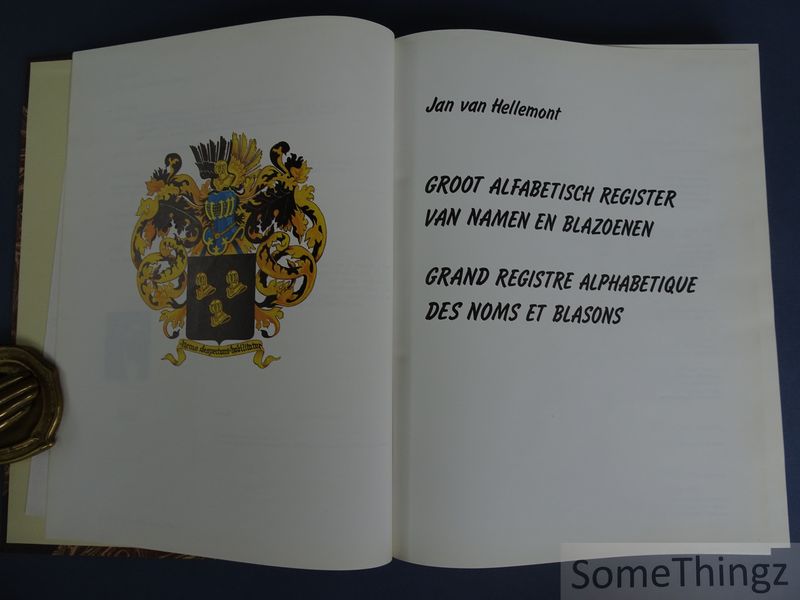 Jan van Hellemont
GROOT ALFABETISCH REGISTER
VAN NAMEN EN BLAZOENEN
GRAND REGISTRE ALPHABETIQUE
DES NOMS ET BLASONS
SomeThingz